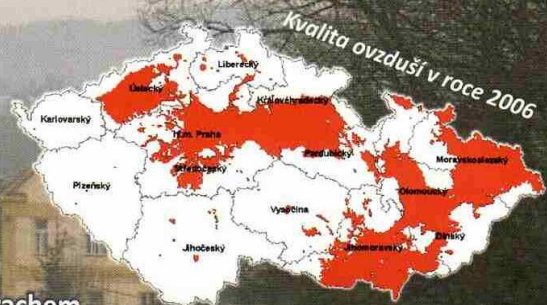 Kvalita ovzduší v roce 2006
Liberecký
Ústecký
Karlovarský
Královéhradecký
Hl.m. Praha
Pardubický
Středočeský
Moravskoslezský
Plzeňský
Olomoucký
Vysočina
Zlínský
Jihočeský
Jihomoravský
rachem